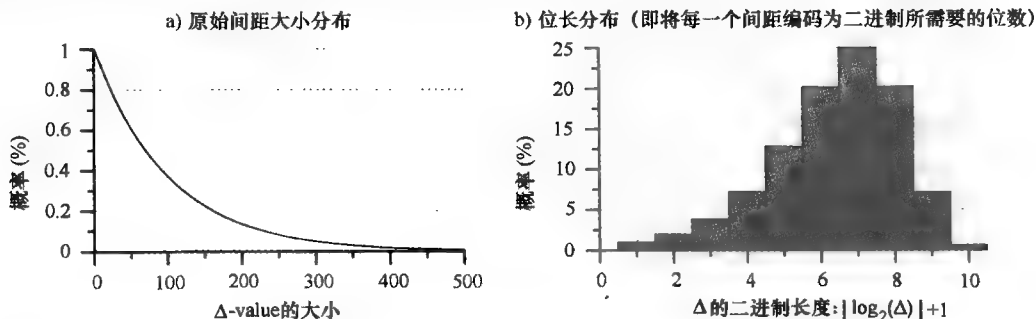 a) 原始间距大小分布
1
0.8
0.6
0.4
0.2
0
概率 (%)
0 100 200 300 400 500
Δ-value的大小
b) 位长分布（即将每一个间距编码为二进制所需要的位数）
25
20
15
10
5
0
概率 (%)
0 2 4 6 8 10
Δ的二进制长度:|log₂(Δ)|+1